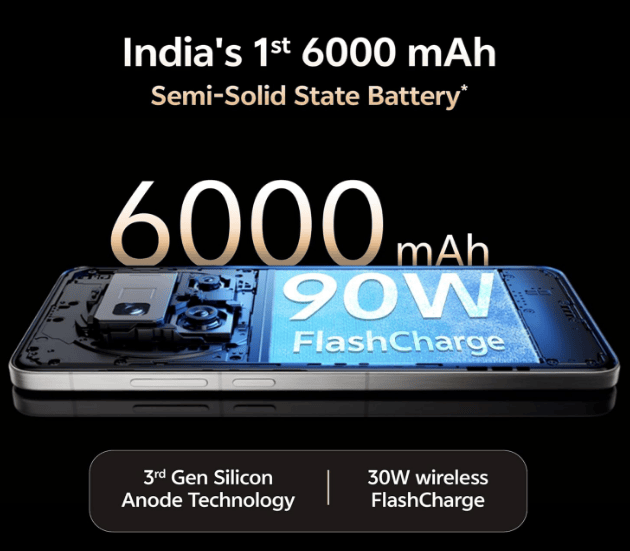 India's 1st 6000 mAh
Semi-Solid State Battery*
6000 mAh
90W
FlashCharge
3rd Gen Silicon
Anode Technology
30W wireless
FlashCharge